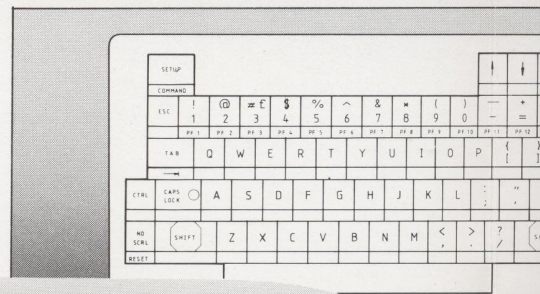 SETUP
COMMAND
ESC ! @ # £ $ % ^ & * ( ) — +
1 2 3 4 5 6 7 8 9 0 - =
PF 1 PF 2 PF 3 PF 4 PF 5 PF 6 PF 7 PF 8 PF 9 PF 10 PF 11 PF 12
{ }
TAB Q W E R T Y U I O P [ ]
CTRL CAPS LOCK A S D F G H J K L : ; " '
< > ?
NO SCRL SHIFT Z X C V B N M , . /
RESET